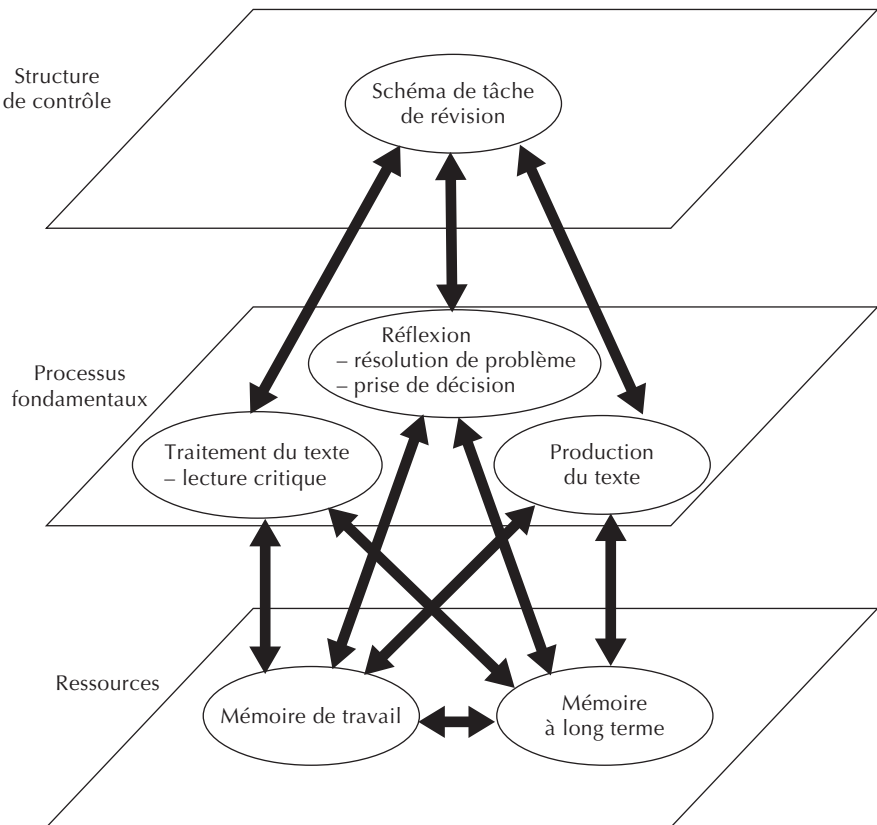 Structure
de contrôle
Schéma de tâche
de révision
Processus
fondamentaux
Réflexion
– résolution de problème
– prise de décision
Traitement du texte
– lecture critique
Production
du texte
Ressources
Mémoire de travail
Mémoire
à long terme